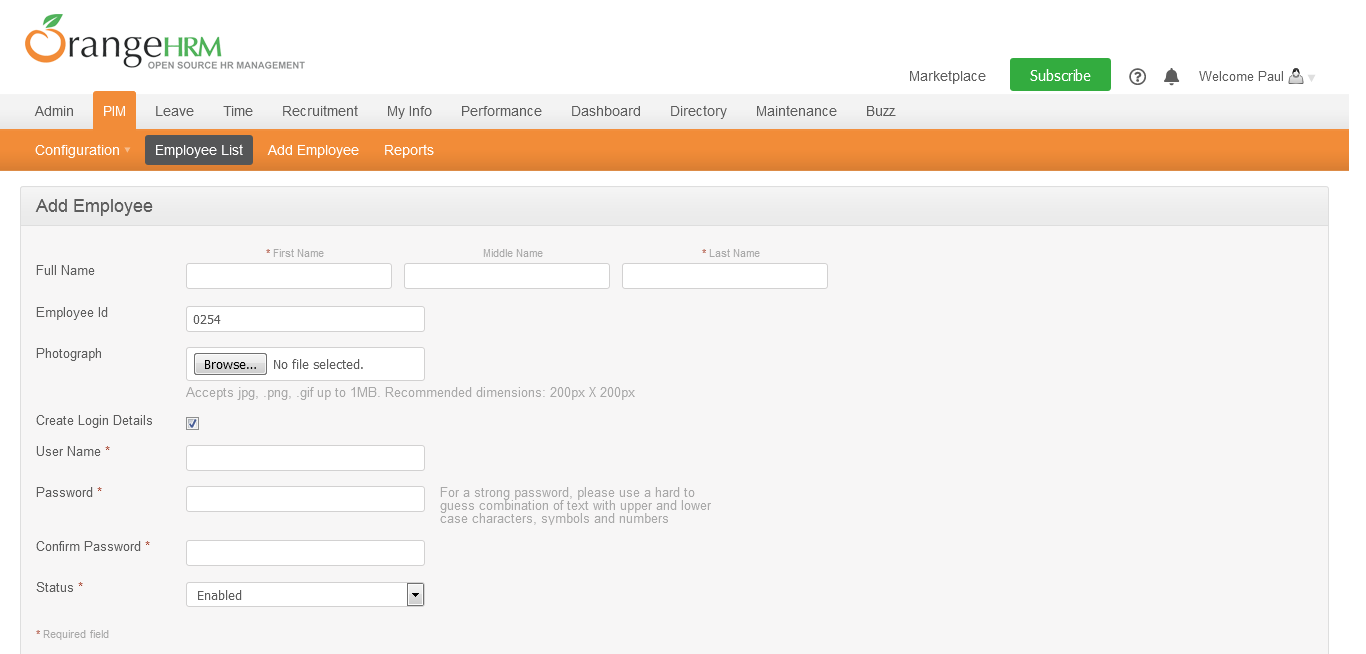 OrangeHRM
OPEN SOURCE HR MANAGEMENT
Marketplace Subscribe Welcome Paul
Admin PIM Leave Time Recruitment My Info Performance Dashboard Directory Maintenance Buzz
Configuration Employee List Add Employee Reports
Add Employee
* First Name Middle Name * Last Name
Full Name
Employee Id 0254
Photograph Browse... No file selected.
Accepts jpg, .png, .gif up to 1MB. Recommended dimensions: 200px X 200px
Create Login Details
User Name *
Password * For a strong password, please use a hard to
guess combination of text with upper and lower
case characters, symbols and numbers
Confirm Password *
Status * Enabled
* Required field